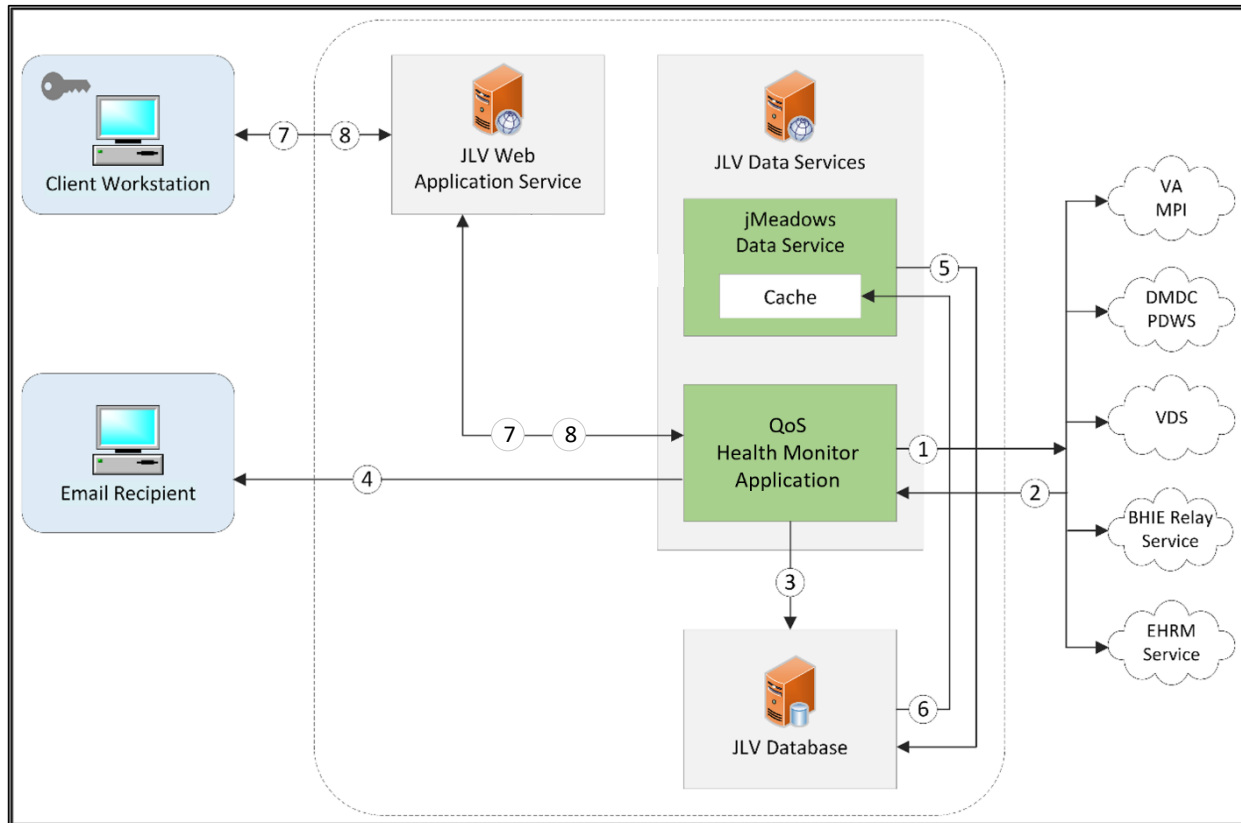 Client Workstation
7
8
JLV Web
Application Service
JLV Data Services
jMeadows
Data Service
Cache
5
VA
MPI
DMDC
PDWS
VDS
BHIE Relay
Service
EHRM
Service
7
8
QoS
Health Monitor
Application
1
2
Email Recipient
4
3
JLV Database
6